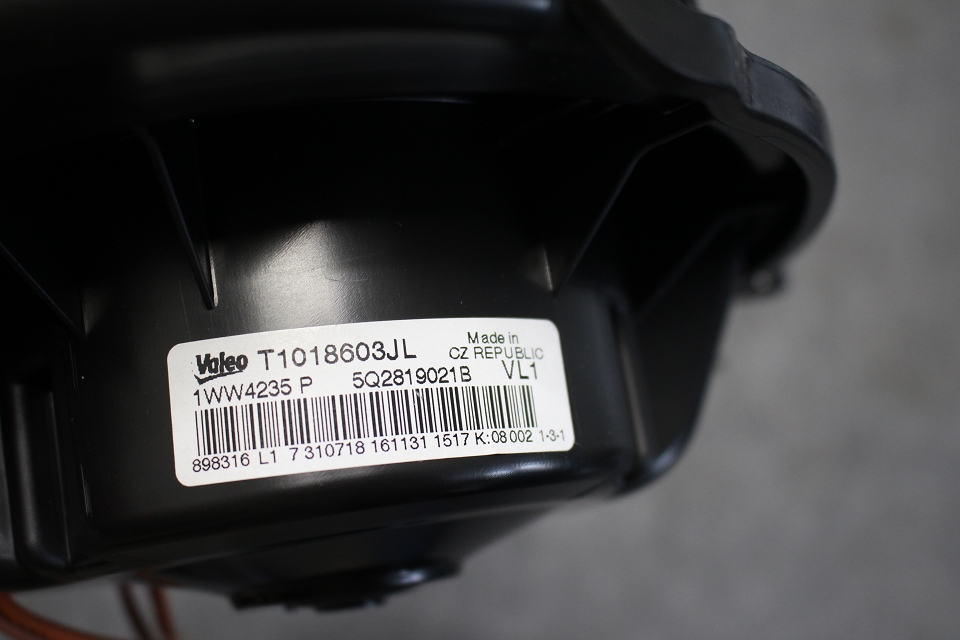 Valeo T1018603JL Made in
CZ REPUBLIC
1WW4235 P 5Q2819021B VL1
898316 L1 7 310718 161131 1517 K:08 002 1-3-1